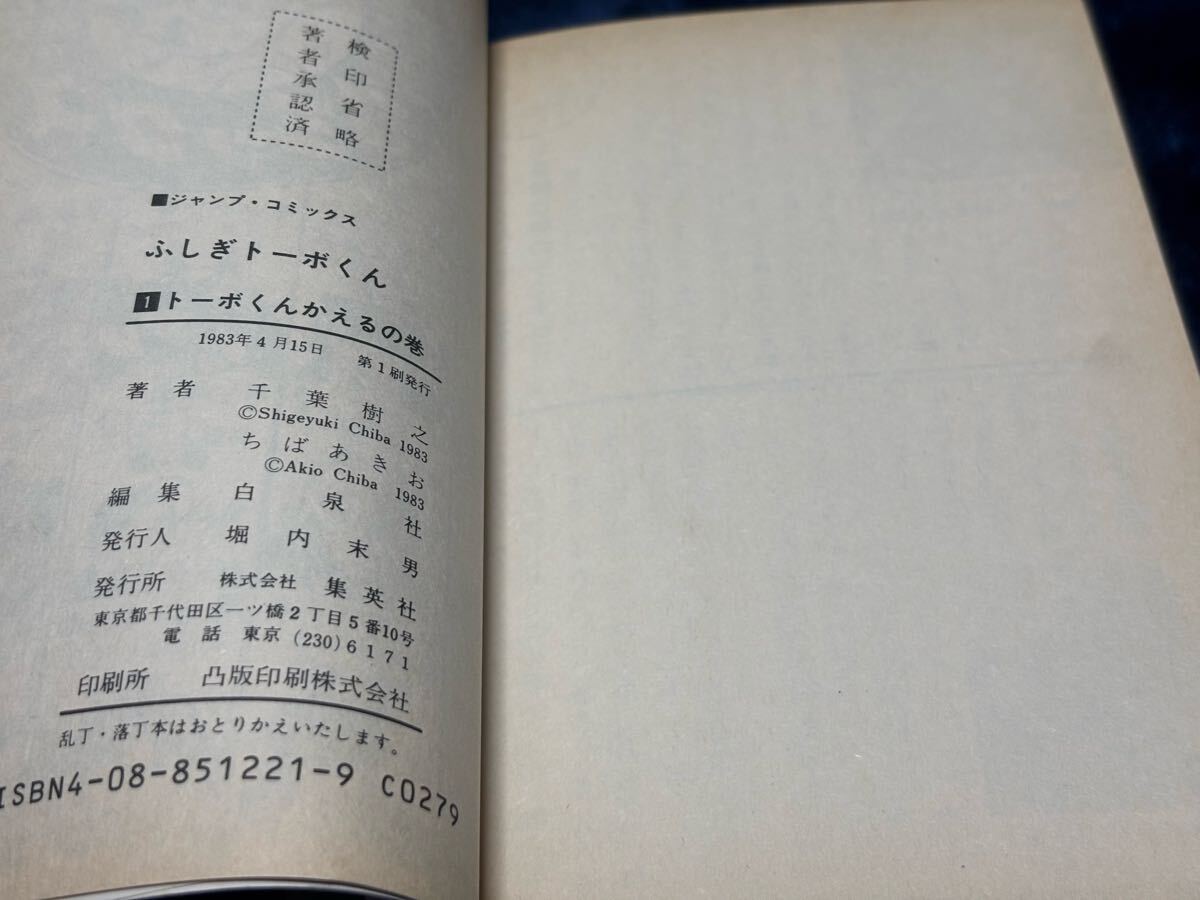 検印省略
著者承認済
■ジャンプ・コミックス
ふしぎトーボくん
1 トーボくんかえるの巻
1983年4月15日 第1刷発行
著者 千葉樹之
©Shigeyuki Chiba 1983
ちばあきお
©Akio Chiba 1983
編集 白泉社
発行人 堀内末男
発行所 株式会社 集英社
東京都千代田区一ツ橋2丁目5番10号
電話 東京 (230) 6171
印刷所 凸版印刷株式会社
乱丁・落丁本はおとりかえいたします。
ISBN4-08-851221-9 C0279